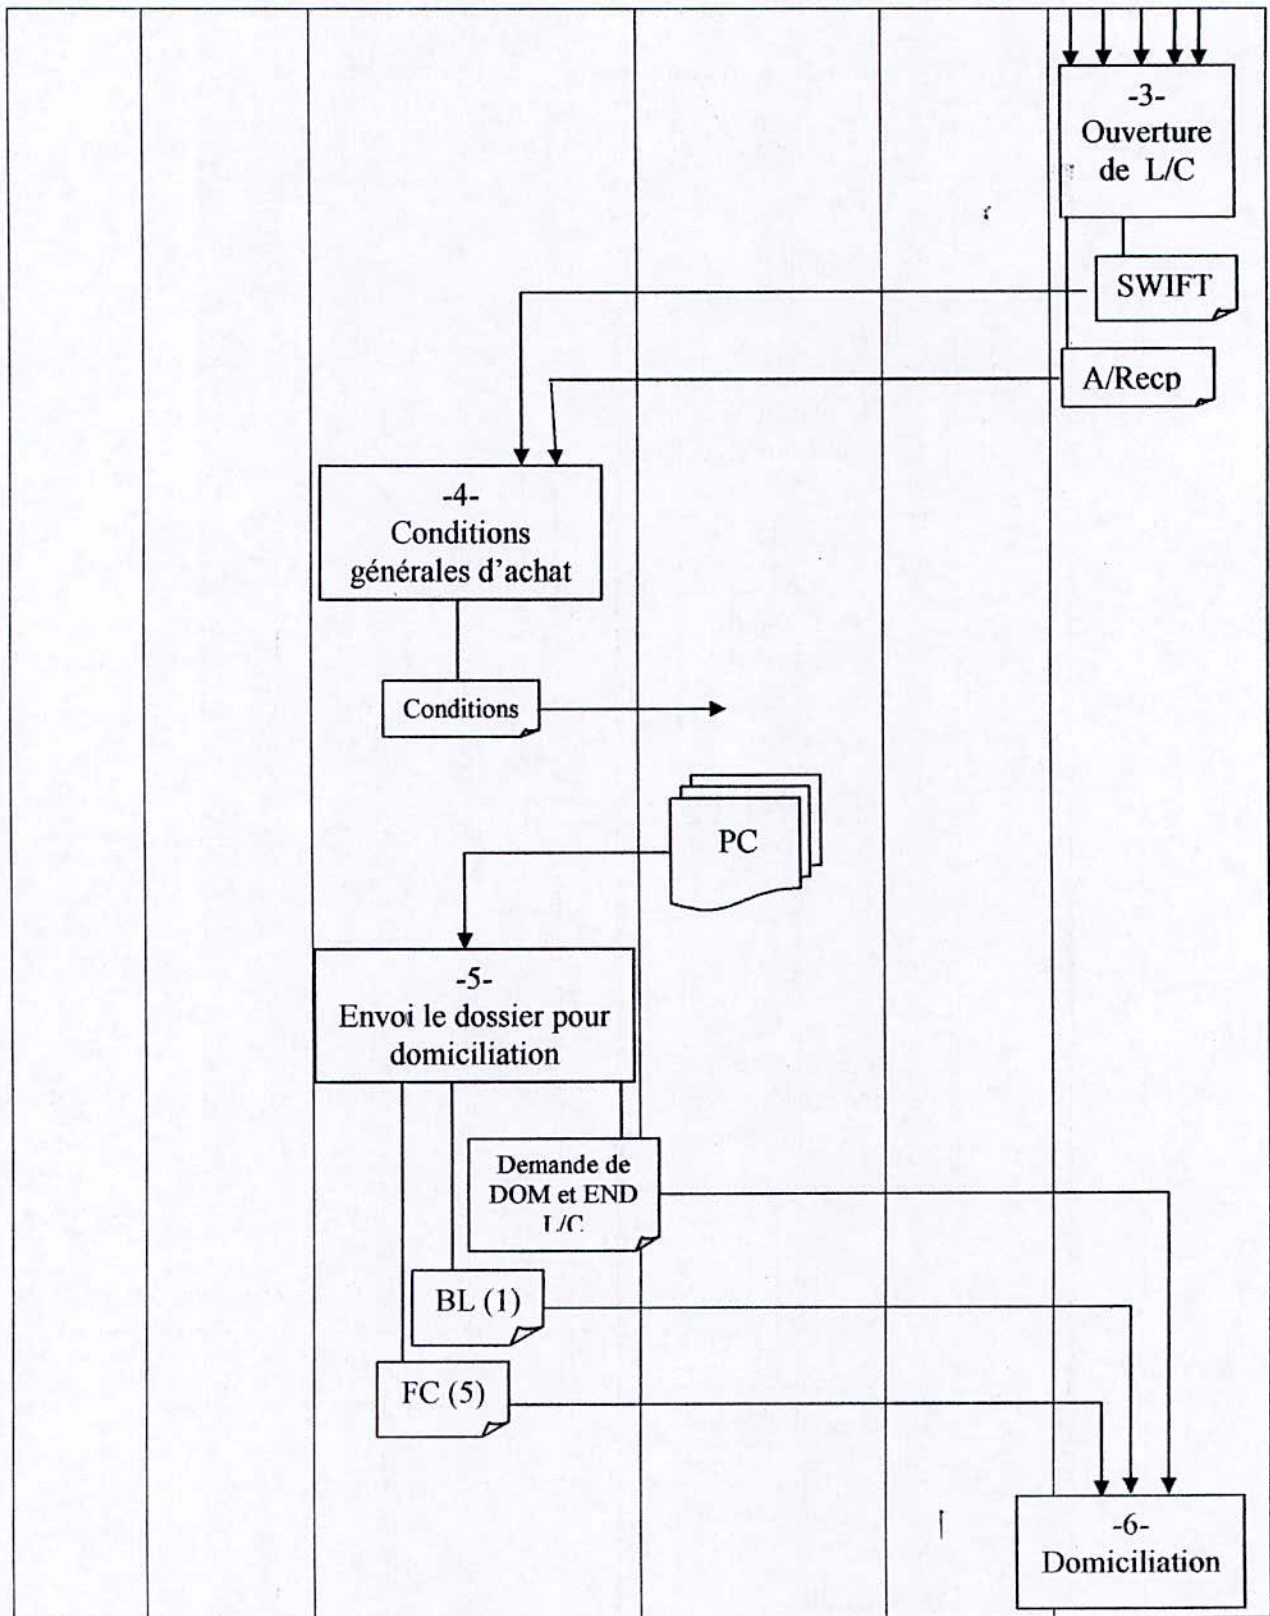 -3-
Ouverture
de L/C
SWIFT
A/Recp
-4-
Conditions
générales d'achat
Conditions
PC
-5-
Envoi le dossier pour
domiciliation
Demande de
DOM et END
L/C
BL (1)
FC (5)
-6-
Domiciliation